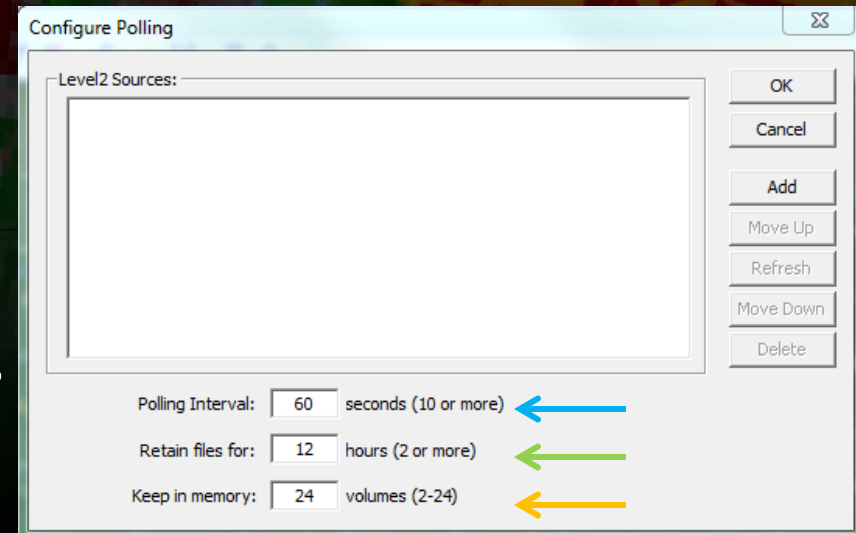 Configure Polling
Level2 Sources:
OK
Cancel
Add
Move Up
Refresh
Move Down
Delete
Polling Interval: 60 seconds (10 or more)
Retain files for: 12 hours (2 or more)
Keep in memory: 24 volumes (2-24)